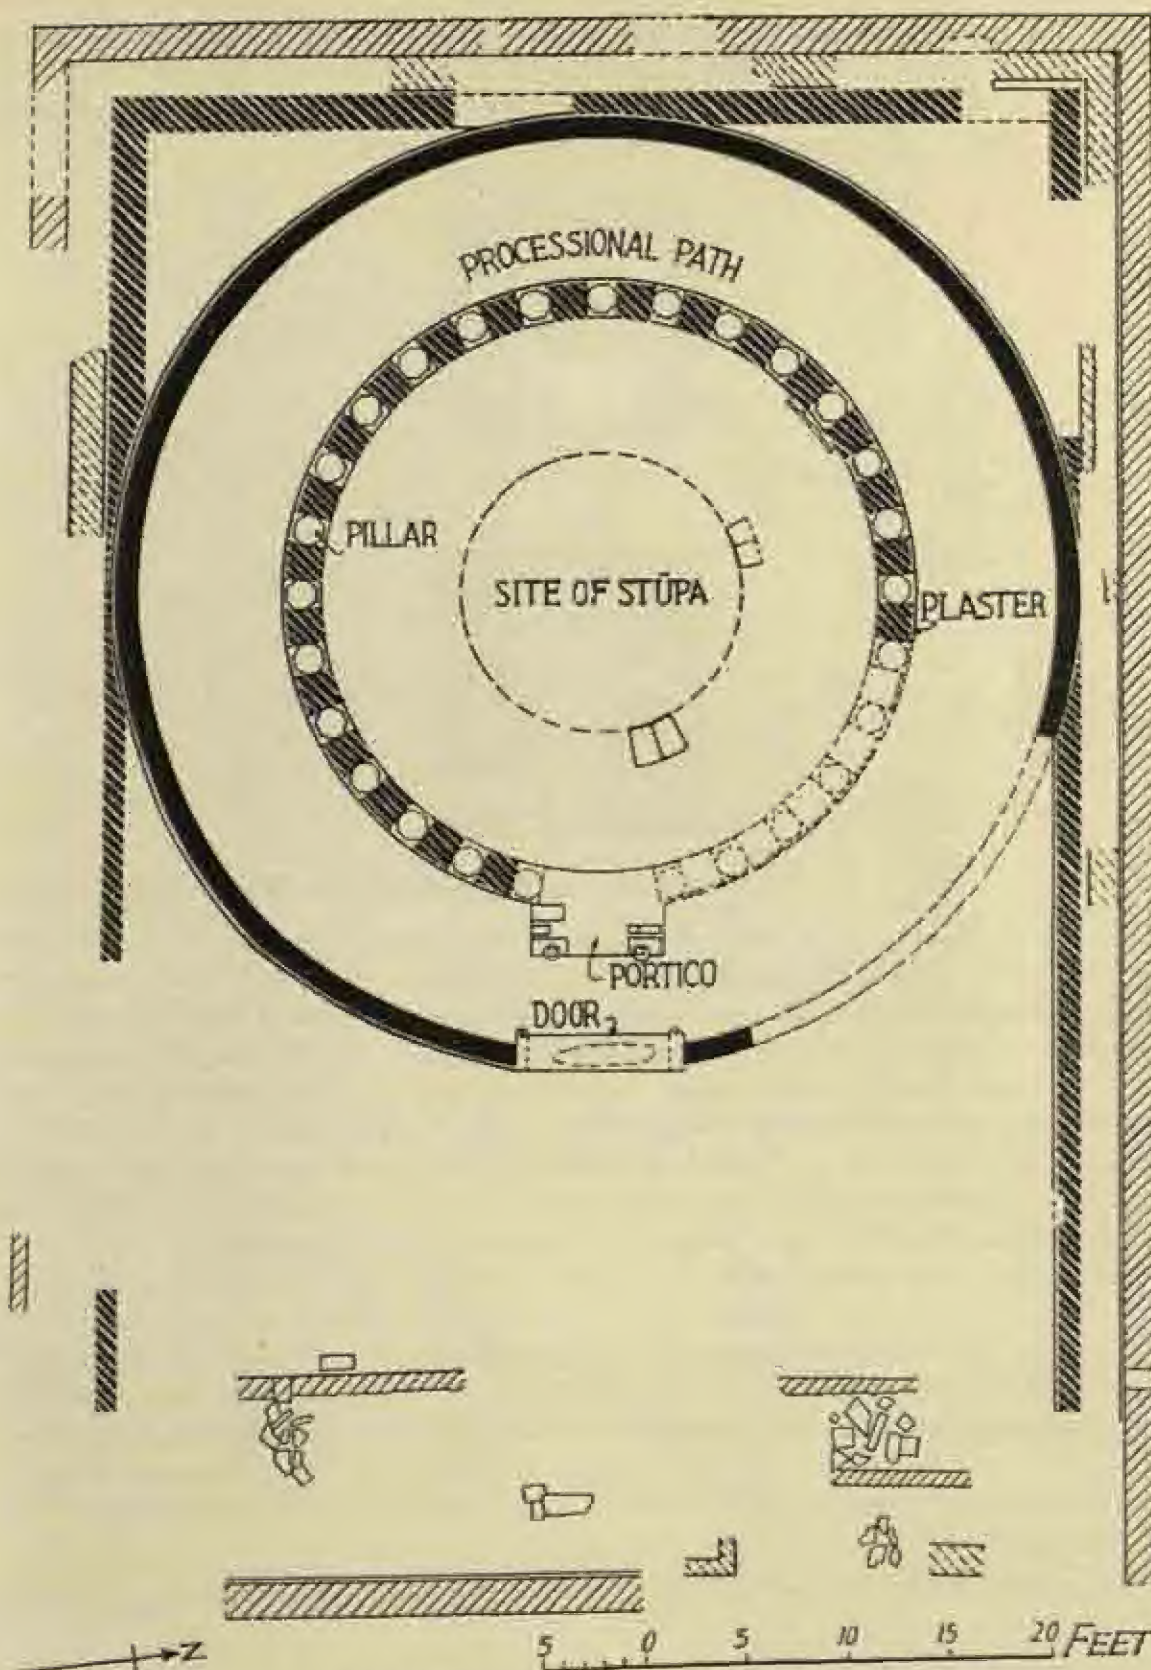 PROCESSIONAL PATH
PILLAR
SITE OF STŪPA
PLASTER
PORTICO
DOOR
N
5 0 5 10 15 20 FEET